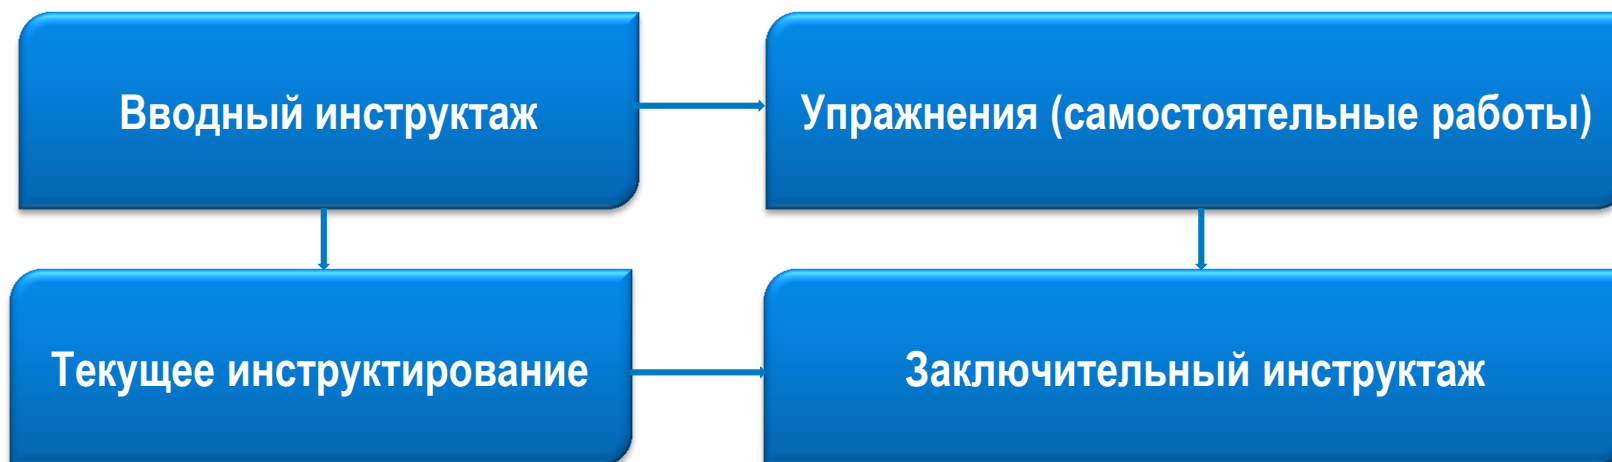 Вводный инструктаж
Упражнения (самостоятельные работы)
Текущее инструктирование
Заключительный инструктаж